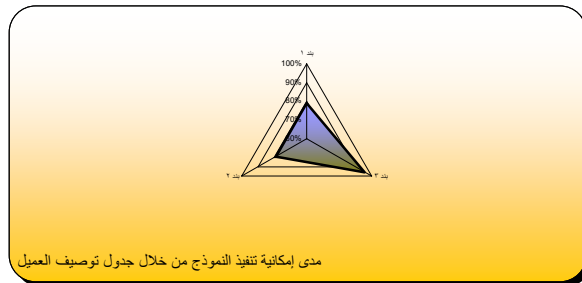 بند ١
100%
90%
80%
70%
60%
بند ٢
بند ٣
مدى إمكانية تنفيذ النموذج من خلال جدول توصيف العميل